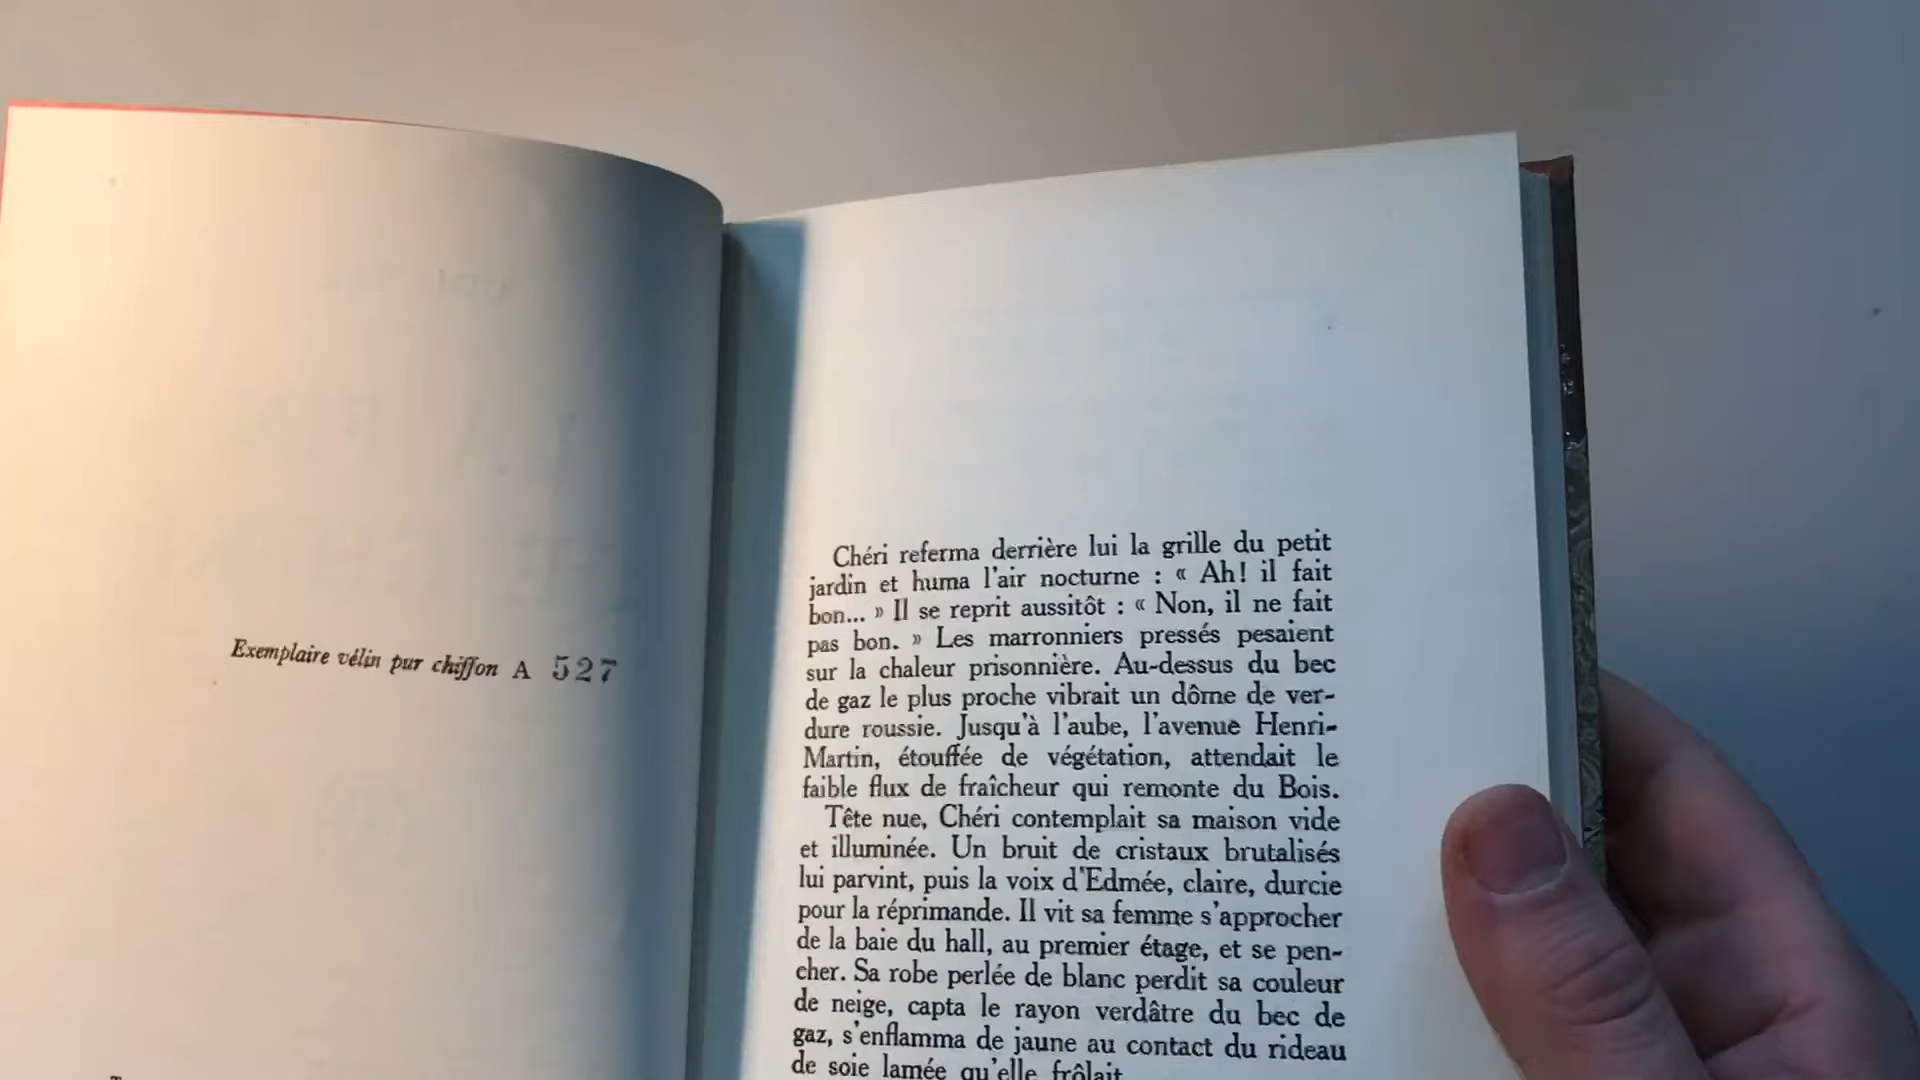 Exemplaire vélin pur chiffon A 527
Chéri referma derrière lui la grille du petit
jardin et huma l'air nocturne : « Ah! il fait
bon... » Il se reprit aussitôt : « Non, il ne fait
pas bon. » Les marronniers pressés pesaient
sur la chaleur prisonnière. Au-dessus du bec
de gaz le plus proche vibrait un dôme de ver-
dure roussie. Jusqu'à l'aube, l'avenue Henri-
Martin, étouffée de végétation, attendait le
faible flux de fraîcheur qui remonte du Bois.
Tête nue, Chéri contemplait sa maison vide
et illuminée. Un bruit de cristaux brutalisés
lui parvint, puis la voix d'Edmée, claire, durcie
pour la réprimande. Il vit sa femme s'approcher
de la baie du hall, au premier étage, et se pen-
cher. Sa robe perlée de blanc perdit sa couleur
de neige, capta le rayon verdâtre du bec de
gaz, s'enflamma de jaune au contact du rideau
de soie lamée qu'elle frôlait.